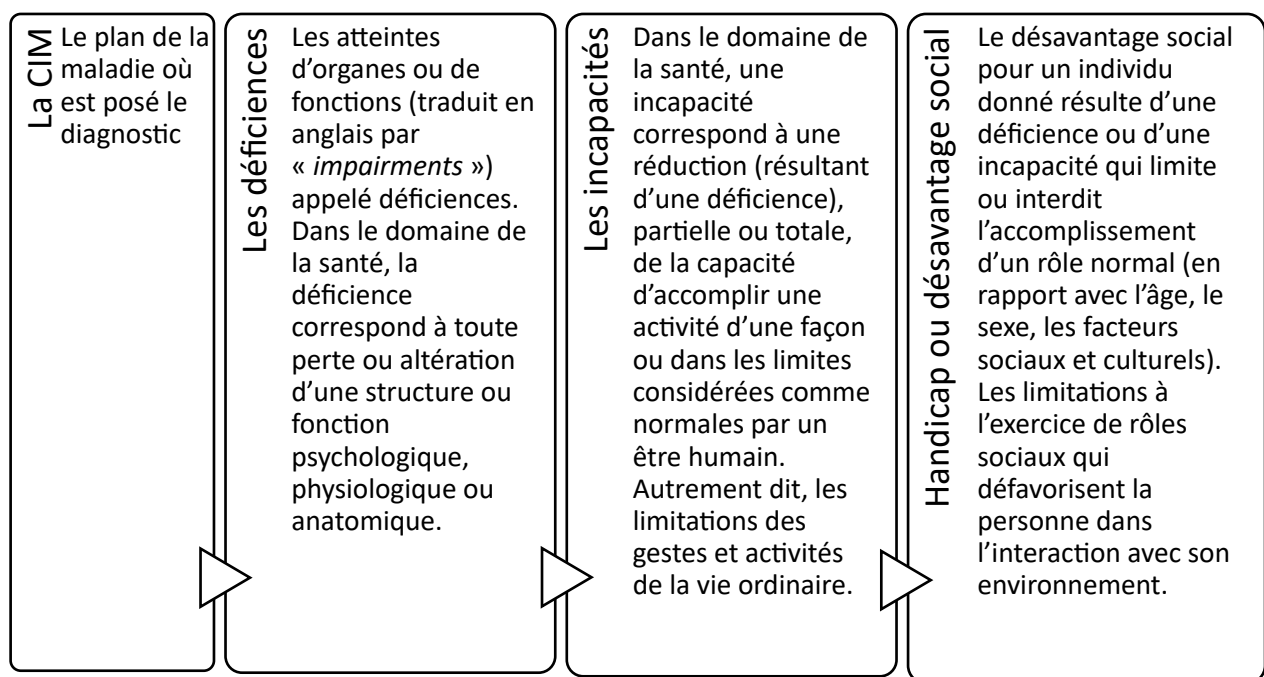 La CIM
Le plan de la
maladie où
est posé le
diagnostic
Les déficiences
Les atteintes
d’organes ou de
fonctions (traduit en
anglais par
« impairments »)
appelé déficiences.
Dans le domaine de
la santé, la
déficience
correspond à toute
perte ou altération
d’une structure ou
fonction
psychologique,
physiologique ou
anatomique.
Les incapacités
Dans le domaine de
la santé, une
incapacité
correspond à une
réduction (résultant
d’une déficience),
partielle ou totale,
de la capacité
d’accomplir une
activité d’une façon
ou dans les limites
considérées comme
normales par un
être humain.
Autrement dit, les
limitations des
gestes et activités
de la vie ordinaire.
Handicap ou désavantage social
Le désavantage social
pour un individu
donné résulte d’une
déficience ou d’une
incapacité qui limite
ou interdit
l’accomplissement
d’un rôle normal (en
rapport avec l’âge, le
sexe, les facteurs
sociaux et culturels).
Les limitations à
l’exercice de rôles
sociaux qui
défavorisent la
personne dans
l’interaction avec son
environnement.